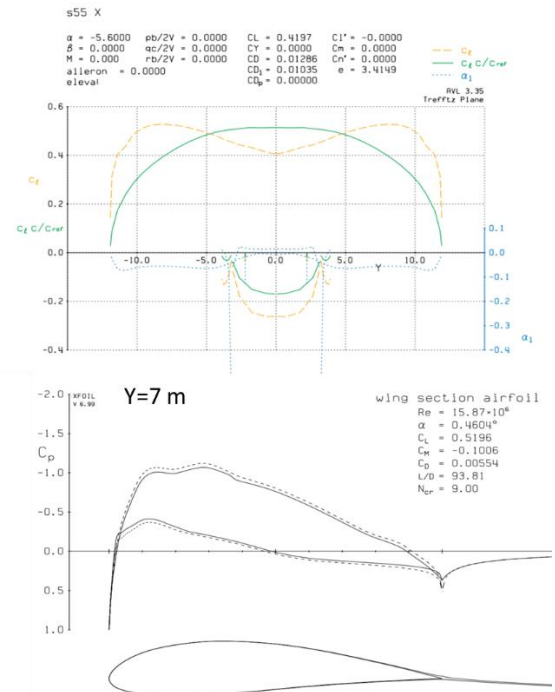 s55 X
α = -5.6000 pb/2V = 0.0000 CL = 0.4197 Cl' = -0.0000
β = 0.0000 qc/2V = 0.0000 CY = 0.0000 Cm = 0.0000
M = 0.000 rb/2V = 0.0000 CD = 0.01286 Cn' = 0.0000
aileron = 0.0000 CDi = 0.01035 e = 3.4149
eleval CDp = 0.00000
Cℓ
Cℓ C/Cref
αi
AVL 3.35
Trefftz Plane
0.6
0.4
Cℓ
0.2
Cℓ C/Cref 0.1
0.0 0.0
-10.0 -5.0 0.0 5.0 Y 10.0
-0.1
-0.2 -0.2
-0.3 αi
-0.4 -0.4
-2.0 XFOIL
V 6.99
Y=7 m
wing section airfoil
Re = 15.87•10⁶
α = 0.4604°
CL = 0.5196
CM = -0.1006
CD = 0.00554
L/D = 93.81
Ncr = 9.00
-1.5
Cp
-1.0
-0.5
0.0
0.5
1.0